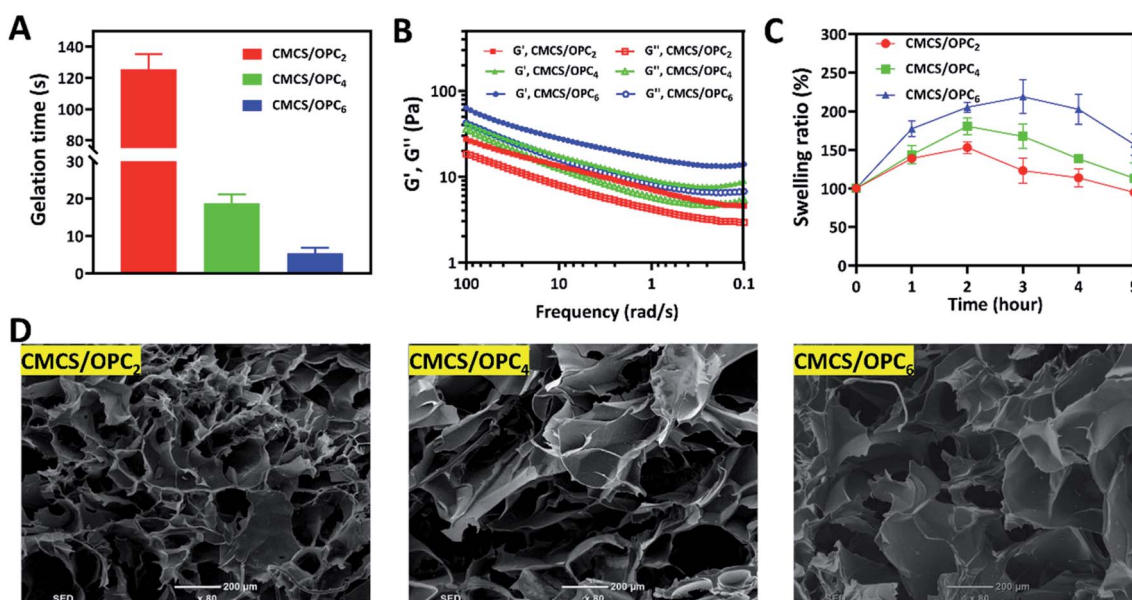 A
Gelation time (s)
140
120
100
80
30
20
10
0
CMCS/OPC₂
CMCS/OPC₄
CMCS/OPC₆
B
G', G'' (Pa)
100
10
1
G', CMCS/OPC₂ G'', CMCS/OPC₂
G', CMCS/OPC₄ G'', CMCS/OPC₄
G', CMCS/OPC₆ G'', CMCS/OPC₆
100 10 1 0.1
Frequency (rad/s)
C
Swelling ratio (%)
300
250
200
150
100
50
0
CMCS/OPC₂
CMCS/OPC₄
CMCS/OPC₆
0 1 2 3 4
Time (hour)
D
CMCS/OPC₂ CMCS/OPC₄ CMCS/OPC₆
200 μm 200 μm 200 μm